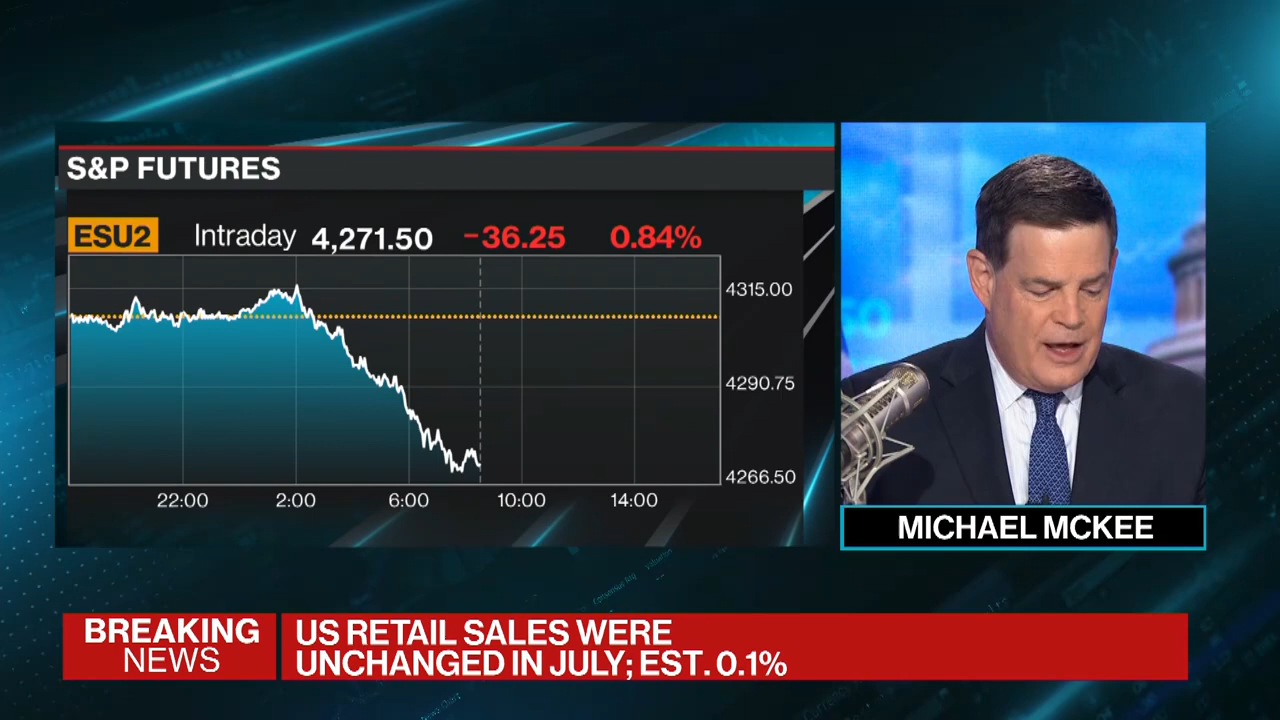 S&P FUTURES
ESU2 Intraday 4,271.50 −36.25 0.84%
4315.00
4290.75
4266.50
22:00 2:00 6:00 10:00 14:00
MICHAEL MCKEE
BREAKING
NEWS
US RETAIL SALES WERE
UNCHANGED IN JULY; EST. 0.1%